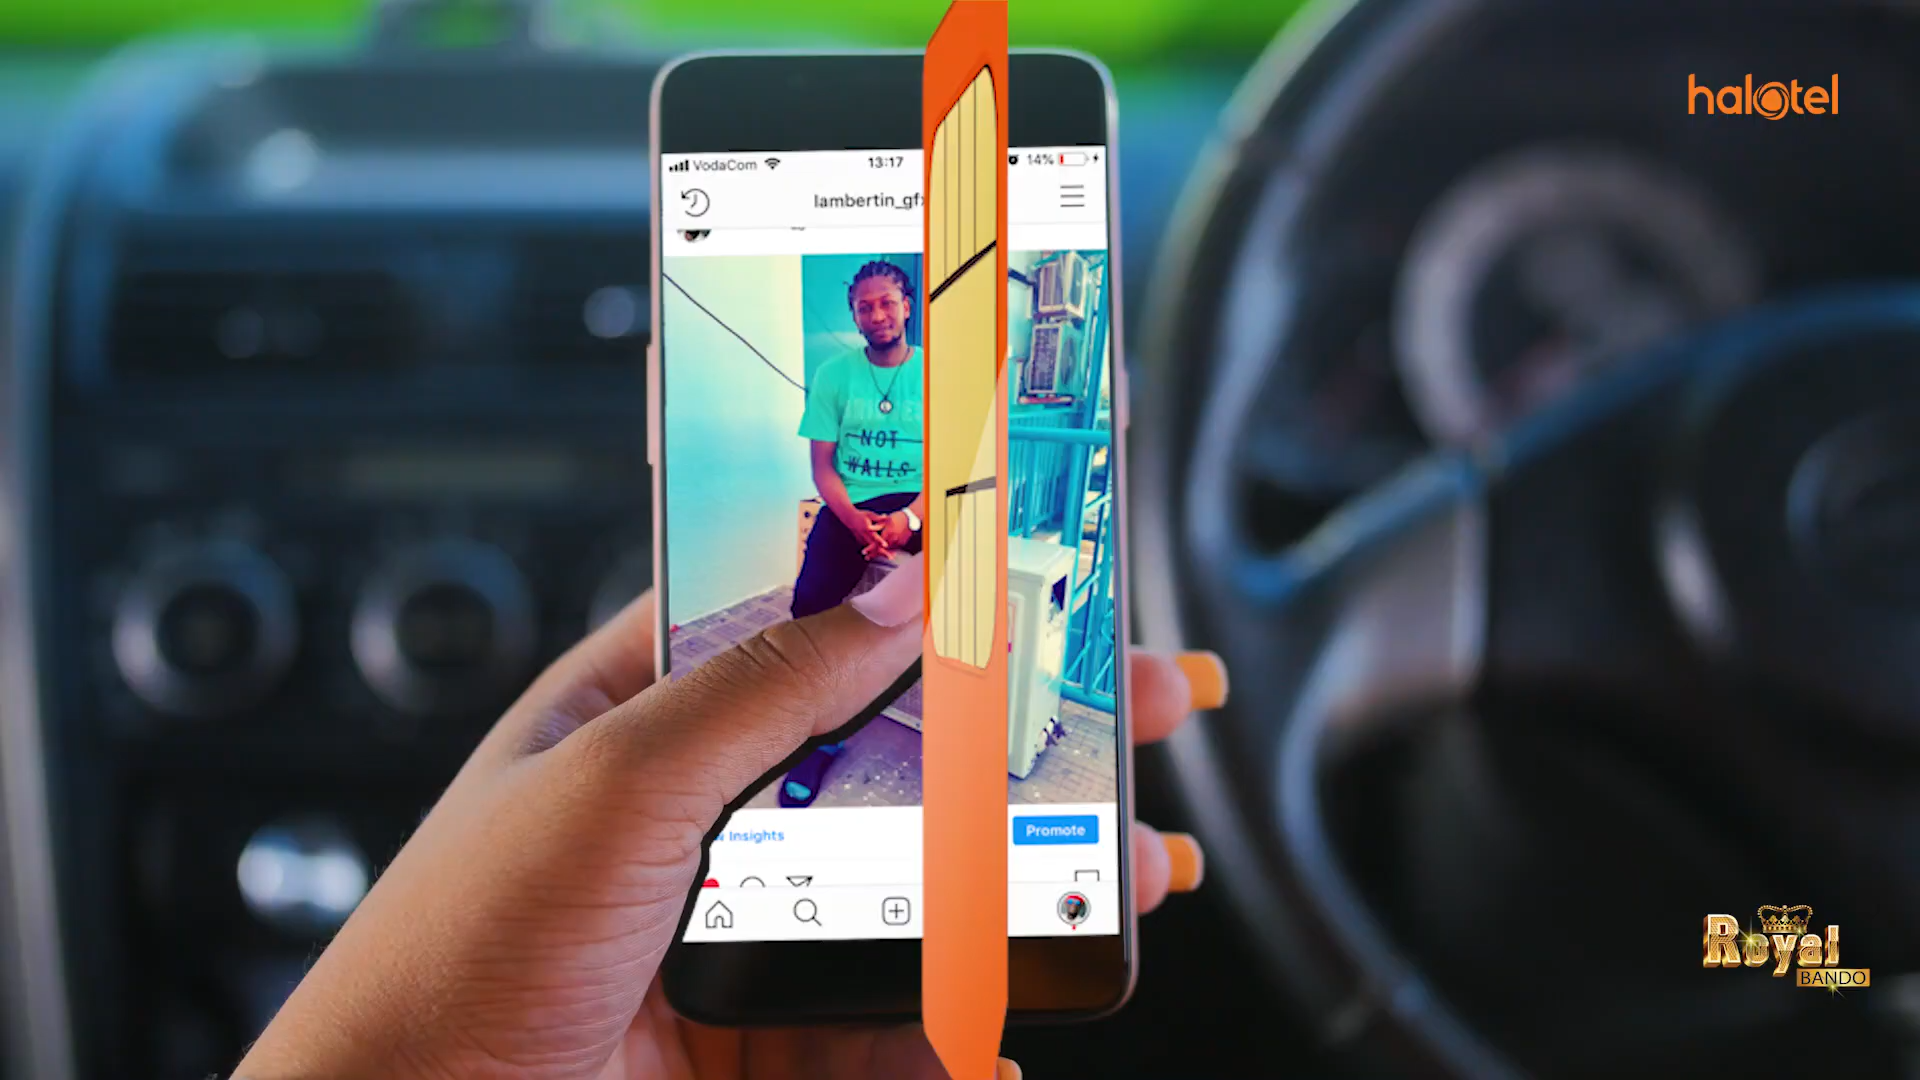 halotel
VodaCom
13:17
14%
lambertin_gf
NOT
WALLS
Insights
Promote
Royal
BANDO